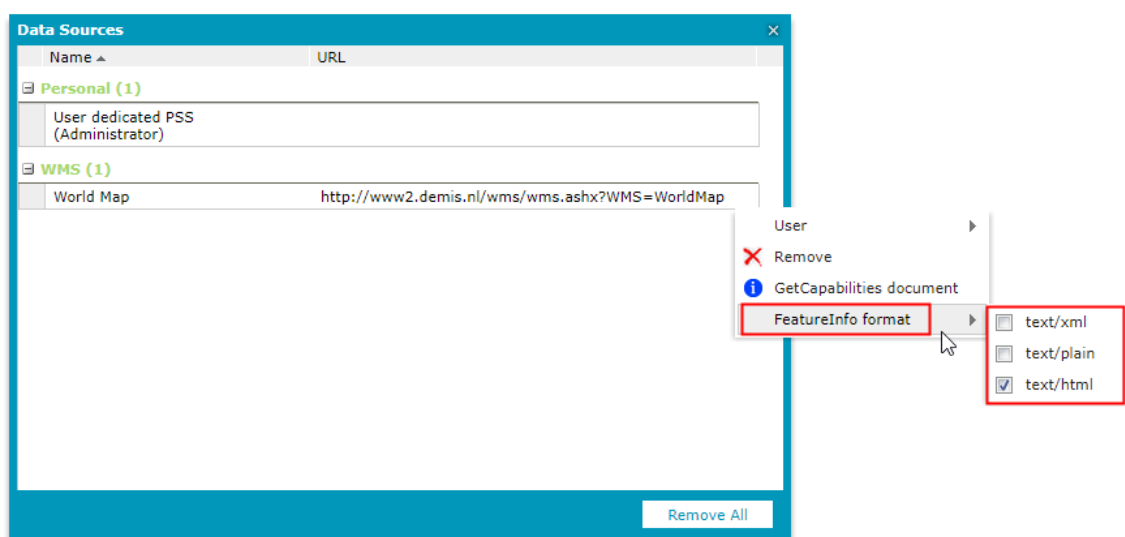 Data Sources
Name URL
Personal (1)
User dedicated PSS
(Administrator)
WMS (1)
World Map http://www2.demis.nl/wms/wms.ashx?WMS=WorldMap
User
Remove
GetCapabilities document
FeatureInfo format
text/xml
text/plain
text/html
Remove All